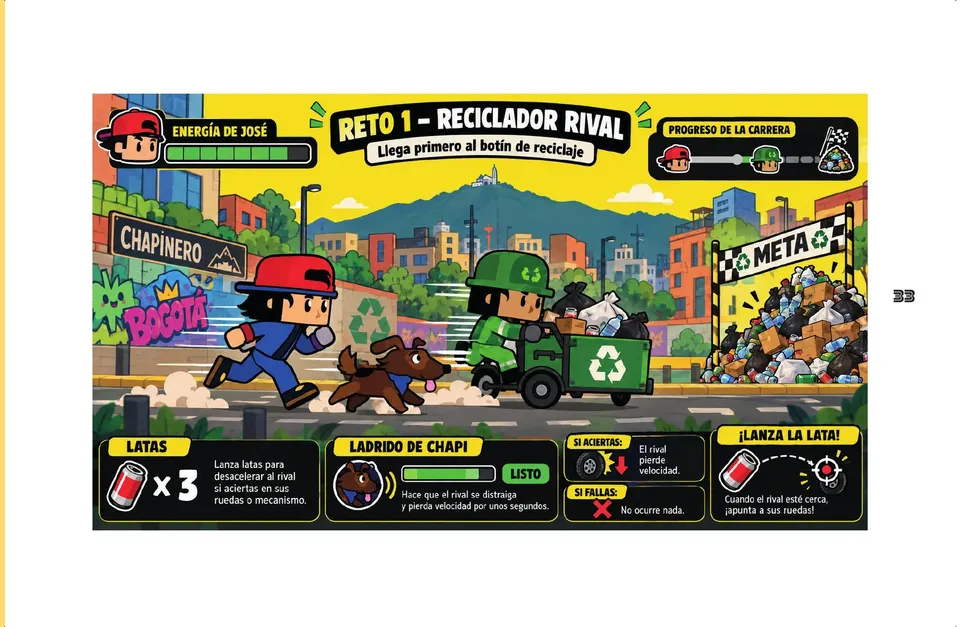 ENERGÍA DE JOSÉ
RETO 1 – RECICLADOR RIVAL
Llega primero al botín de reciclaje
PROGRESO DE LA CARRERA
CHAPINERO
BOGOTÁ
META
33
LATAS
x 3
Lanza latas para
desacelerar al rival
si aciertas en sus
ruedas o mecanismo.
LADRIDO DE CHAPI
LISTO
Hace que el rival se distraiga
y pierda velocidad por unos segundos.
SI ACIERTAS:
El rival
pierde
velocidad.
SI FALLAS:
No ocurre nada.
¡LANZA LA LATA!
Cuando el rival esté cerca,
¡apunta a sus ruedas!